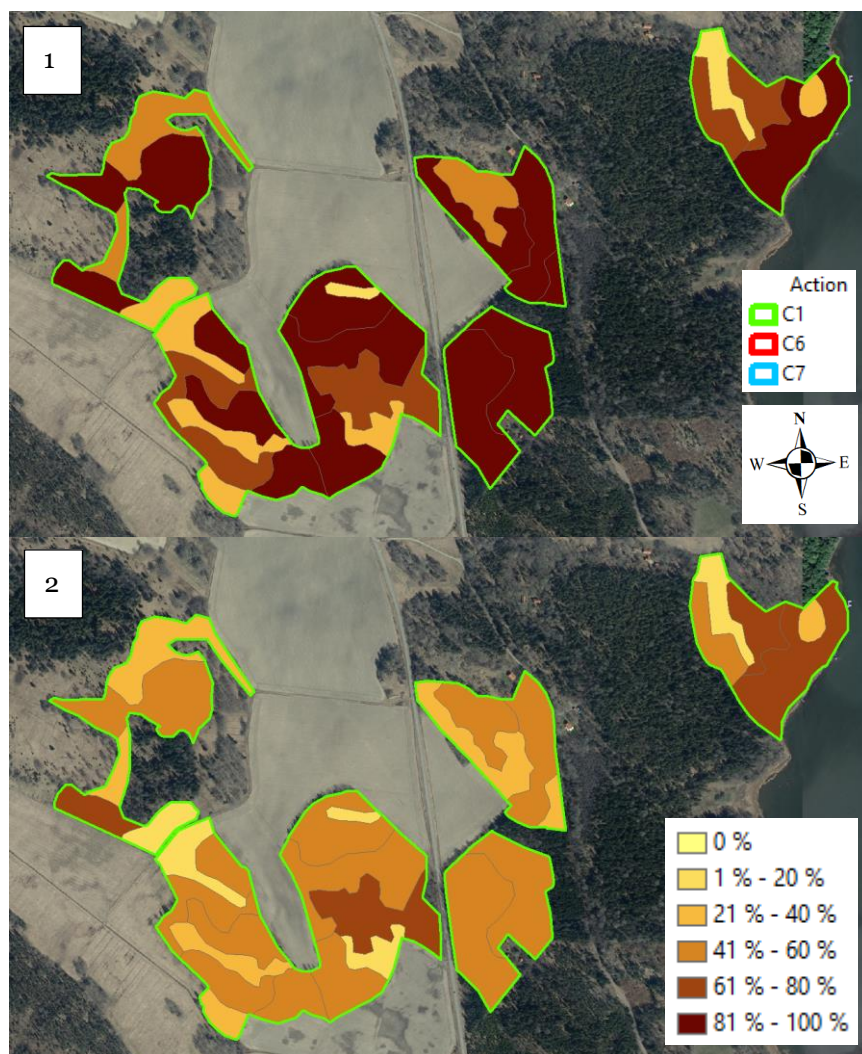 1
Action
C1
C6
C7
N
W E
S
2
0 %
1 % - 20 %
21 % - 40 %
41 % - 60 %
61 % - 80 %
81 % - 100 %